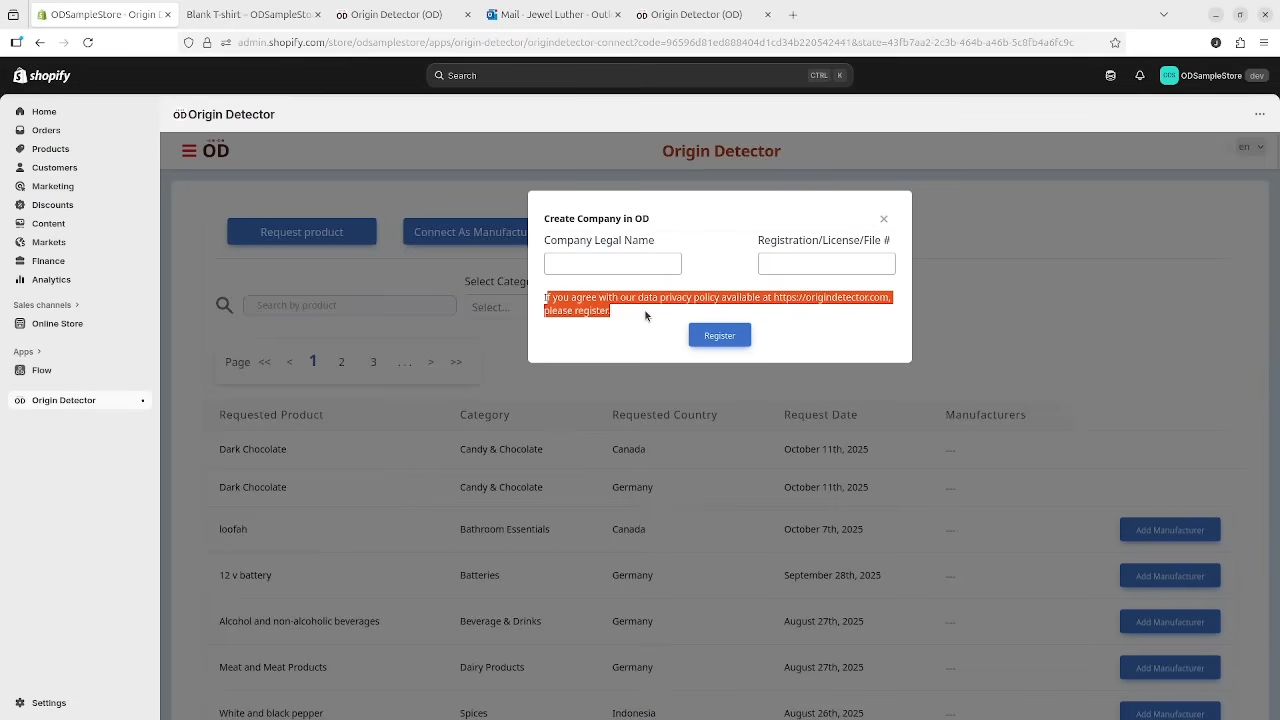 ODSampleStore - Origin D
Blank T-shirt – ODSampleSto
Origin Detector (OD)
Mail - Jewel Luther - Outl
Origin Detector (OD)
admin.shopify.com/store/odsamplestore/apps/origin-detector/origindetector-connect?code=96596d81ed888404d1cd34b220542441&state=43fb7aa2-2c3b-464b-a46b-5c8fb4a6fc9c
shopify
Search
CTRL K
ODS
ODSampleStore dev
Home
Orders
Products
Customers
Marketing
Discounts
Content
Markets
Finance
Analytics
Sales channels
Online Store
Apps
Flow
OD Origin Detector
Settings
OD Origin Detector
OD
Origin Detector
en
Request product
Connect As Manufactu
Select Categ
Search by product
Select...
Page << < 1 2 3 ... > >>
Create Company in OD
Company Legal Name
Registration/License/File #
If you agree with our data privacy policy available at https://origindetector.com,
please register.
Register
Requested Product Category Requested Country Request Date Manufacturers
Dark Chocolate Candy & Chocolate Canada October 11th, 2025 ---
Dark Chocolate Candy & Chocolate Germany October 11th, 2025 ---
loofah Bathroom Essentials Canada October 7th, 2025 --- Add Manufacturer
12 v battery Batteries Germany September 28th, 2025 --- Add Manufacturer
Alcohol and non-alcoholic beverages Beverage & Drinks Germany August 27th, 2025 --- Add Manufacturer
Meat and Meat Products Dairy Products Germany August 27th, 2025 --- Add Manufacturer
White and black pepper Spices Indonesia August 26th, 2025 --- Add Manufacturer